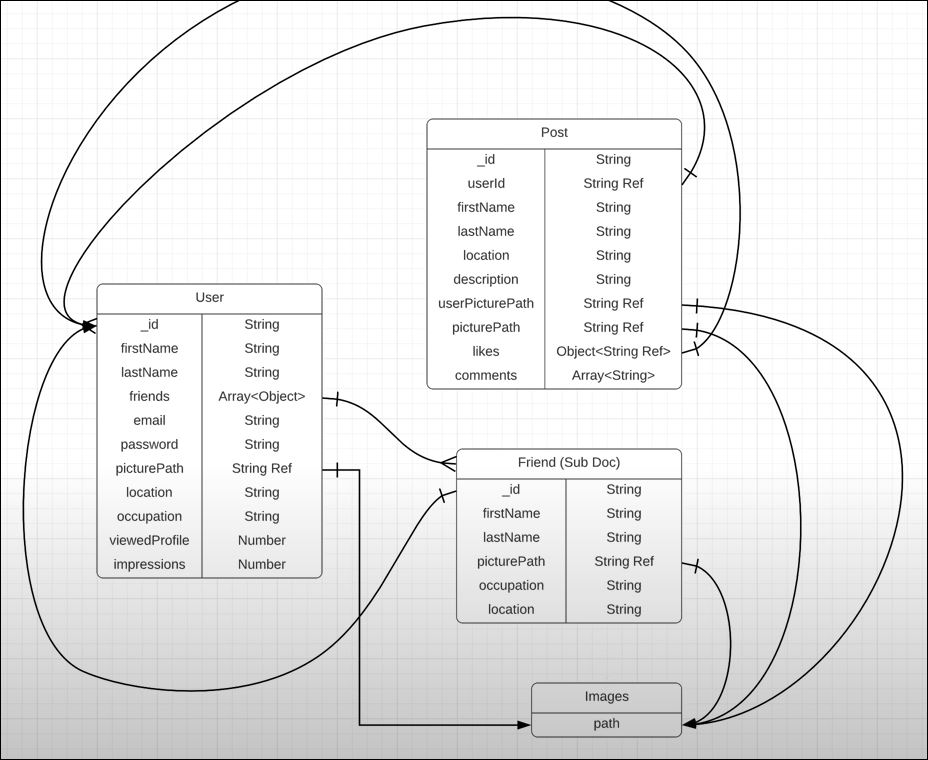 Post
_id String
userId String Ref
firstName String
lastName String
location String
description String
userPicturePath String Ref
picturePath String Ref
likes Object<String Ref>
comments Array<String>
User
_id String
firstName String
lastName String
friends Array<Object>
email String
password String
picturePath String Ref
location String
occupation String
viewedProfile Number
impressions Number
Friend (Sub Doc)
_id String
firstName String
lastName String
picturePath String Ref
occupation String
location String
Images
path